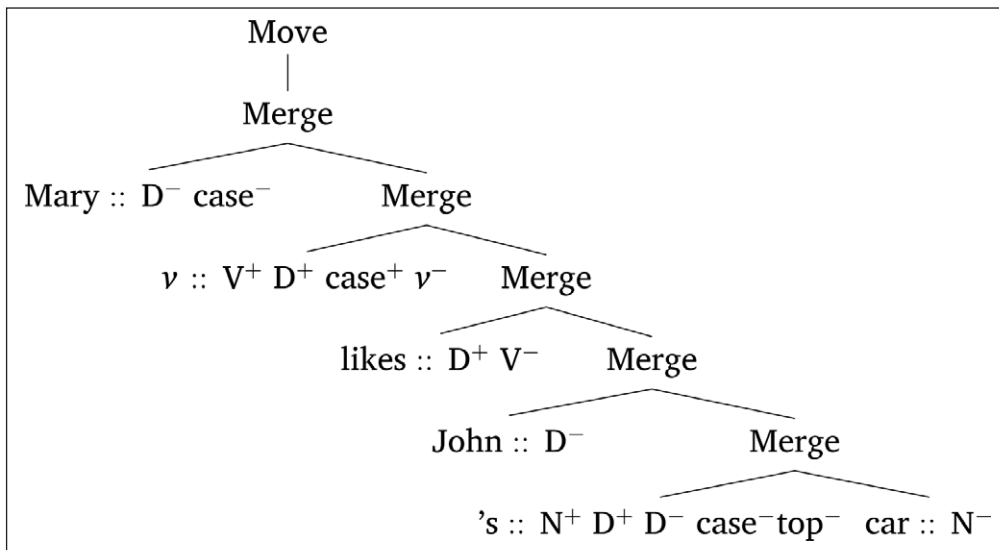 Move
Merge
Mary :: D⁻ case⁻ Merge
v :: V⁺ D⁺ case⁺ v⁻ Merge
likes :: D⁺ V⁻ Merge
John :: D⁻ Merge
’s :: N⁺ D⁺ D⁻ case⁻top⁻ car :: N⁻